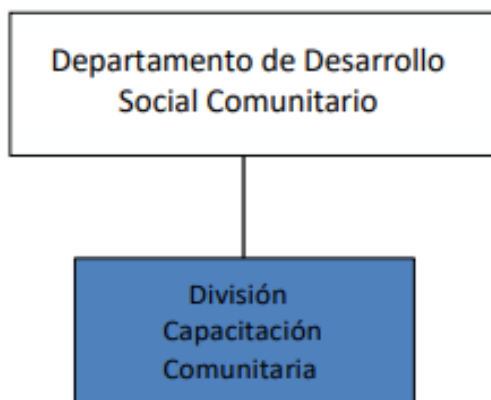 Departamento de Desarrollo
Social Comunitario
División
Capacitación
Comunitaria